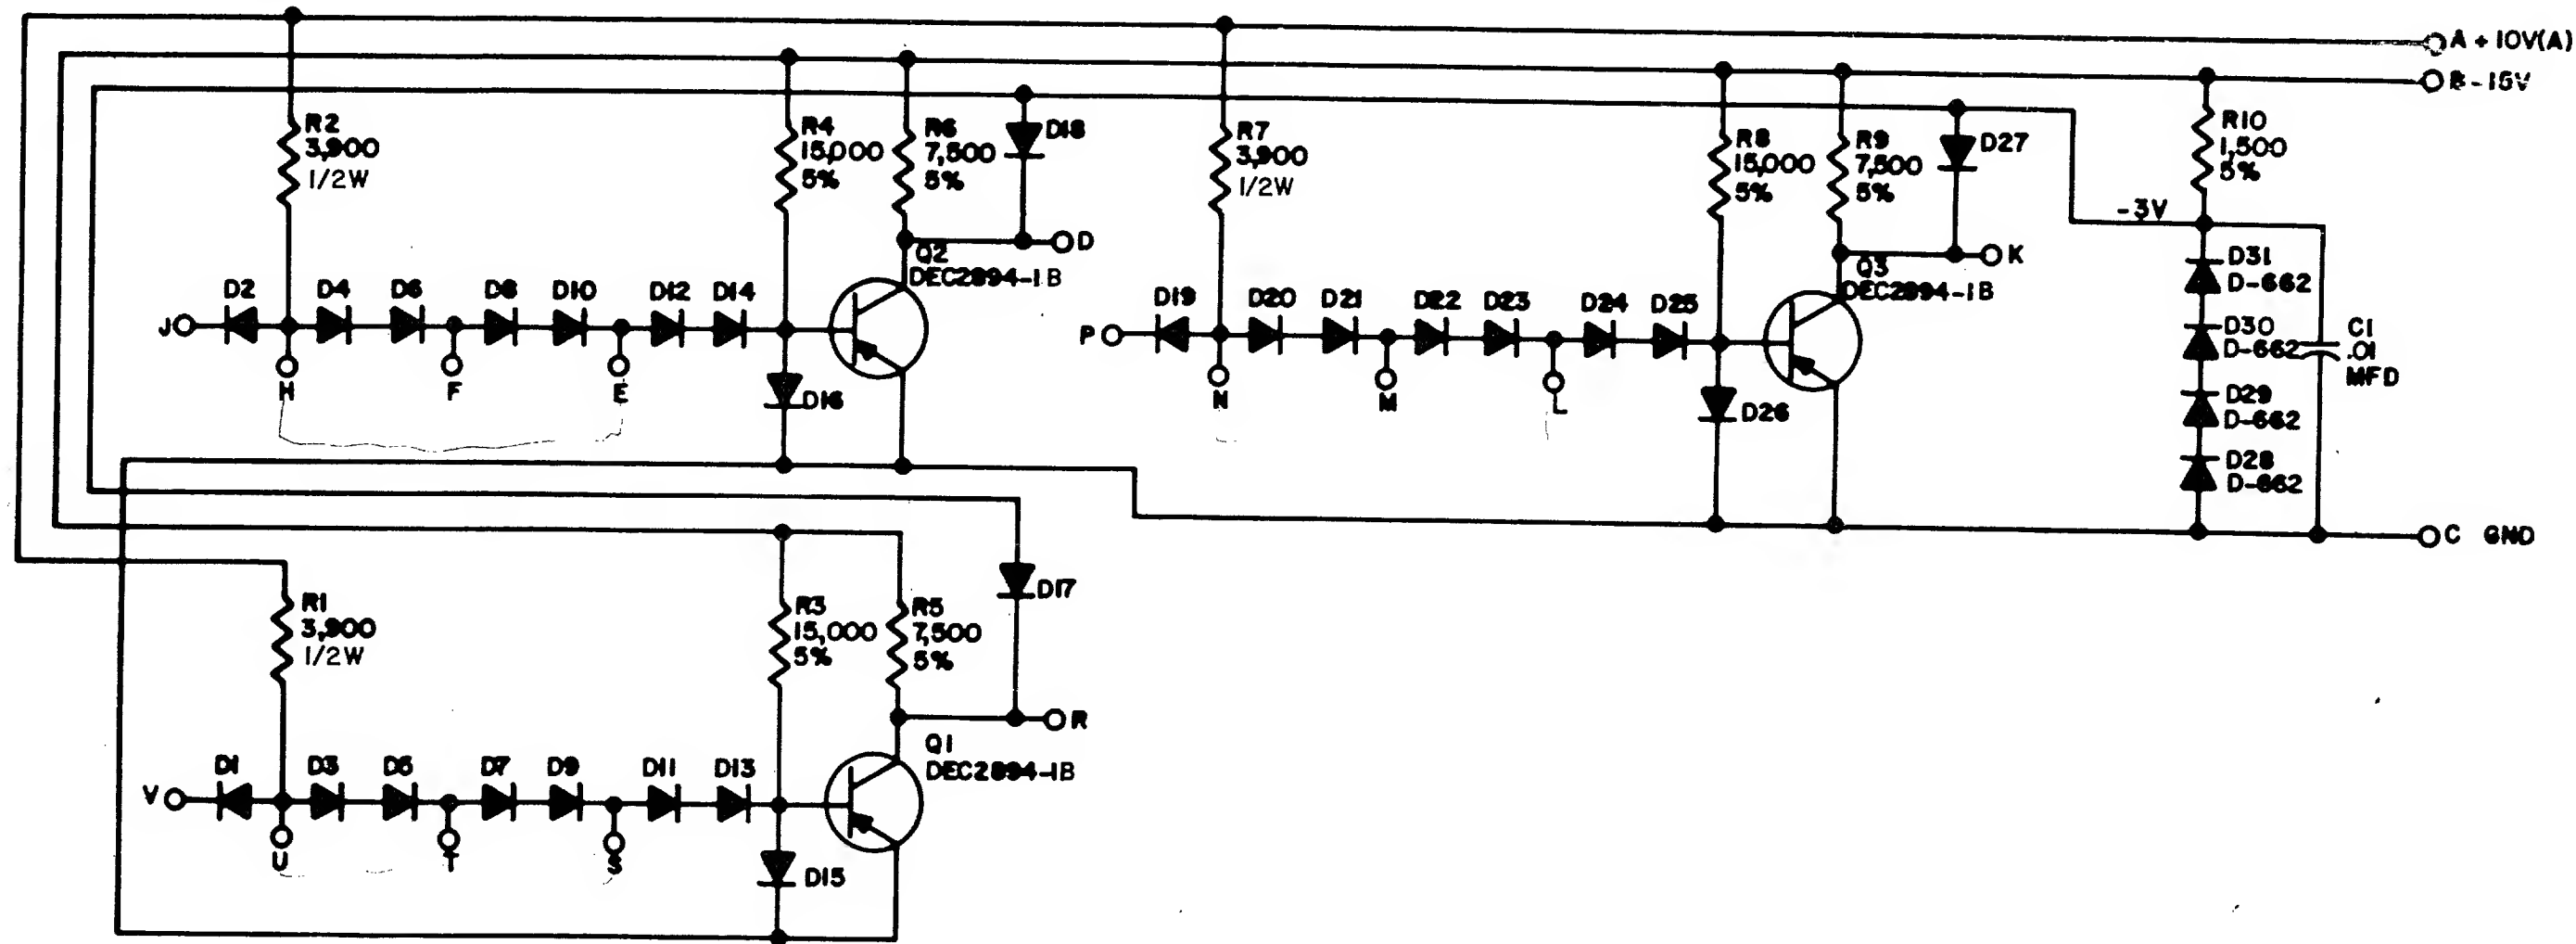 A + 10V(A)
B - 15V
R2
3,900
1/2W
R4
15,000
5%
R6
7,500
5%
D18
R7
3,900
1/2W
R8
15,000
5%
R9
7,500
5%
D27
R10
1,500
5%
-3V
D
Q2
DEC2894-1B
K
Q3
DEC2894-1B
J
D2
D4
D6
D8
D10
D12
D14
H
F
E
D16
P
D19
D20
D21
D22
D23
D24
D25
N
M
L
D26
D31
D-662
D30
D-662
D29
D-662
D28
D-662
C1
.01
MFD
C GND
R1
3,900
1/2W
R3
15,000
5%
R5
7,500
5%
D17
R
Q1
DEC2894-1B
V
D1
D3
D5
D7
D9
D11
D13
U
T
S
D15